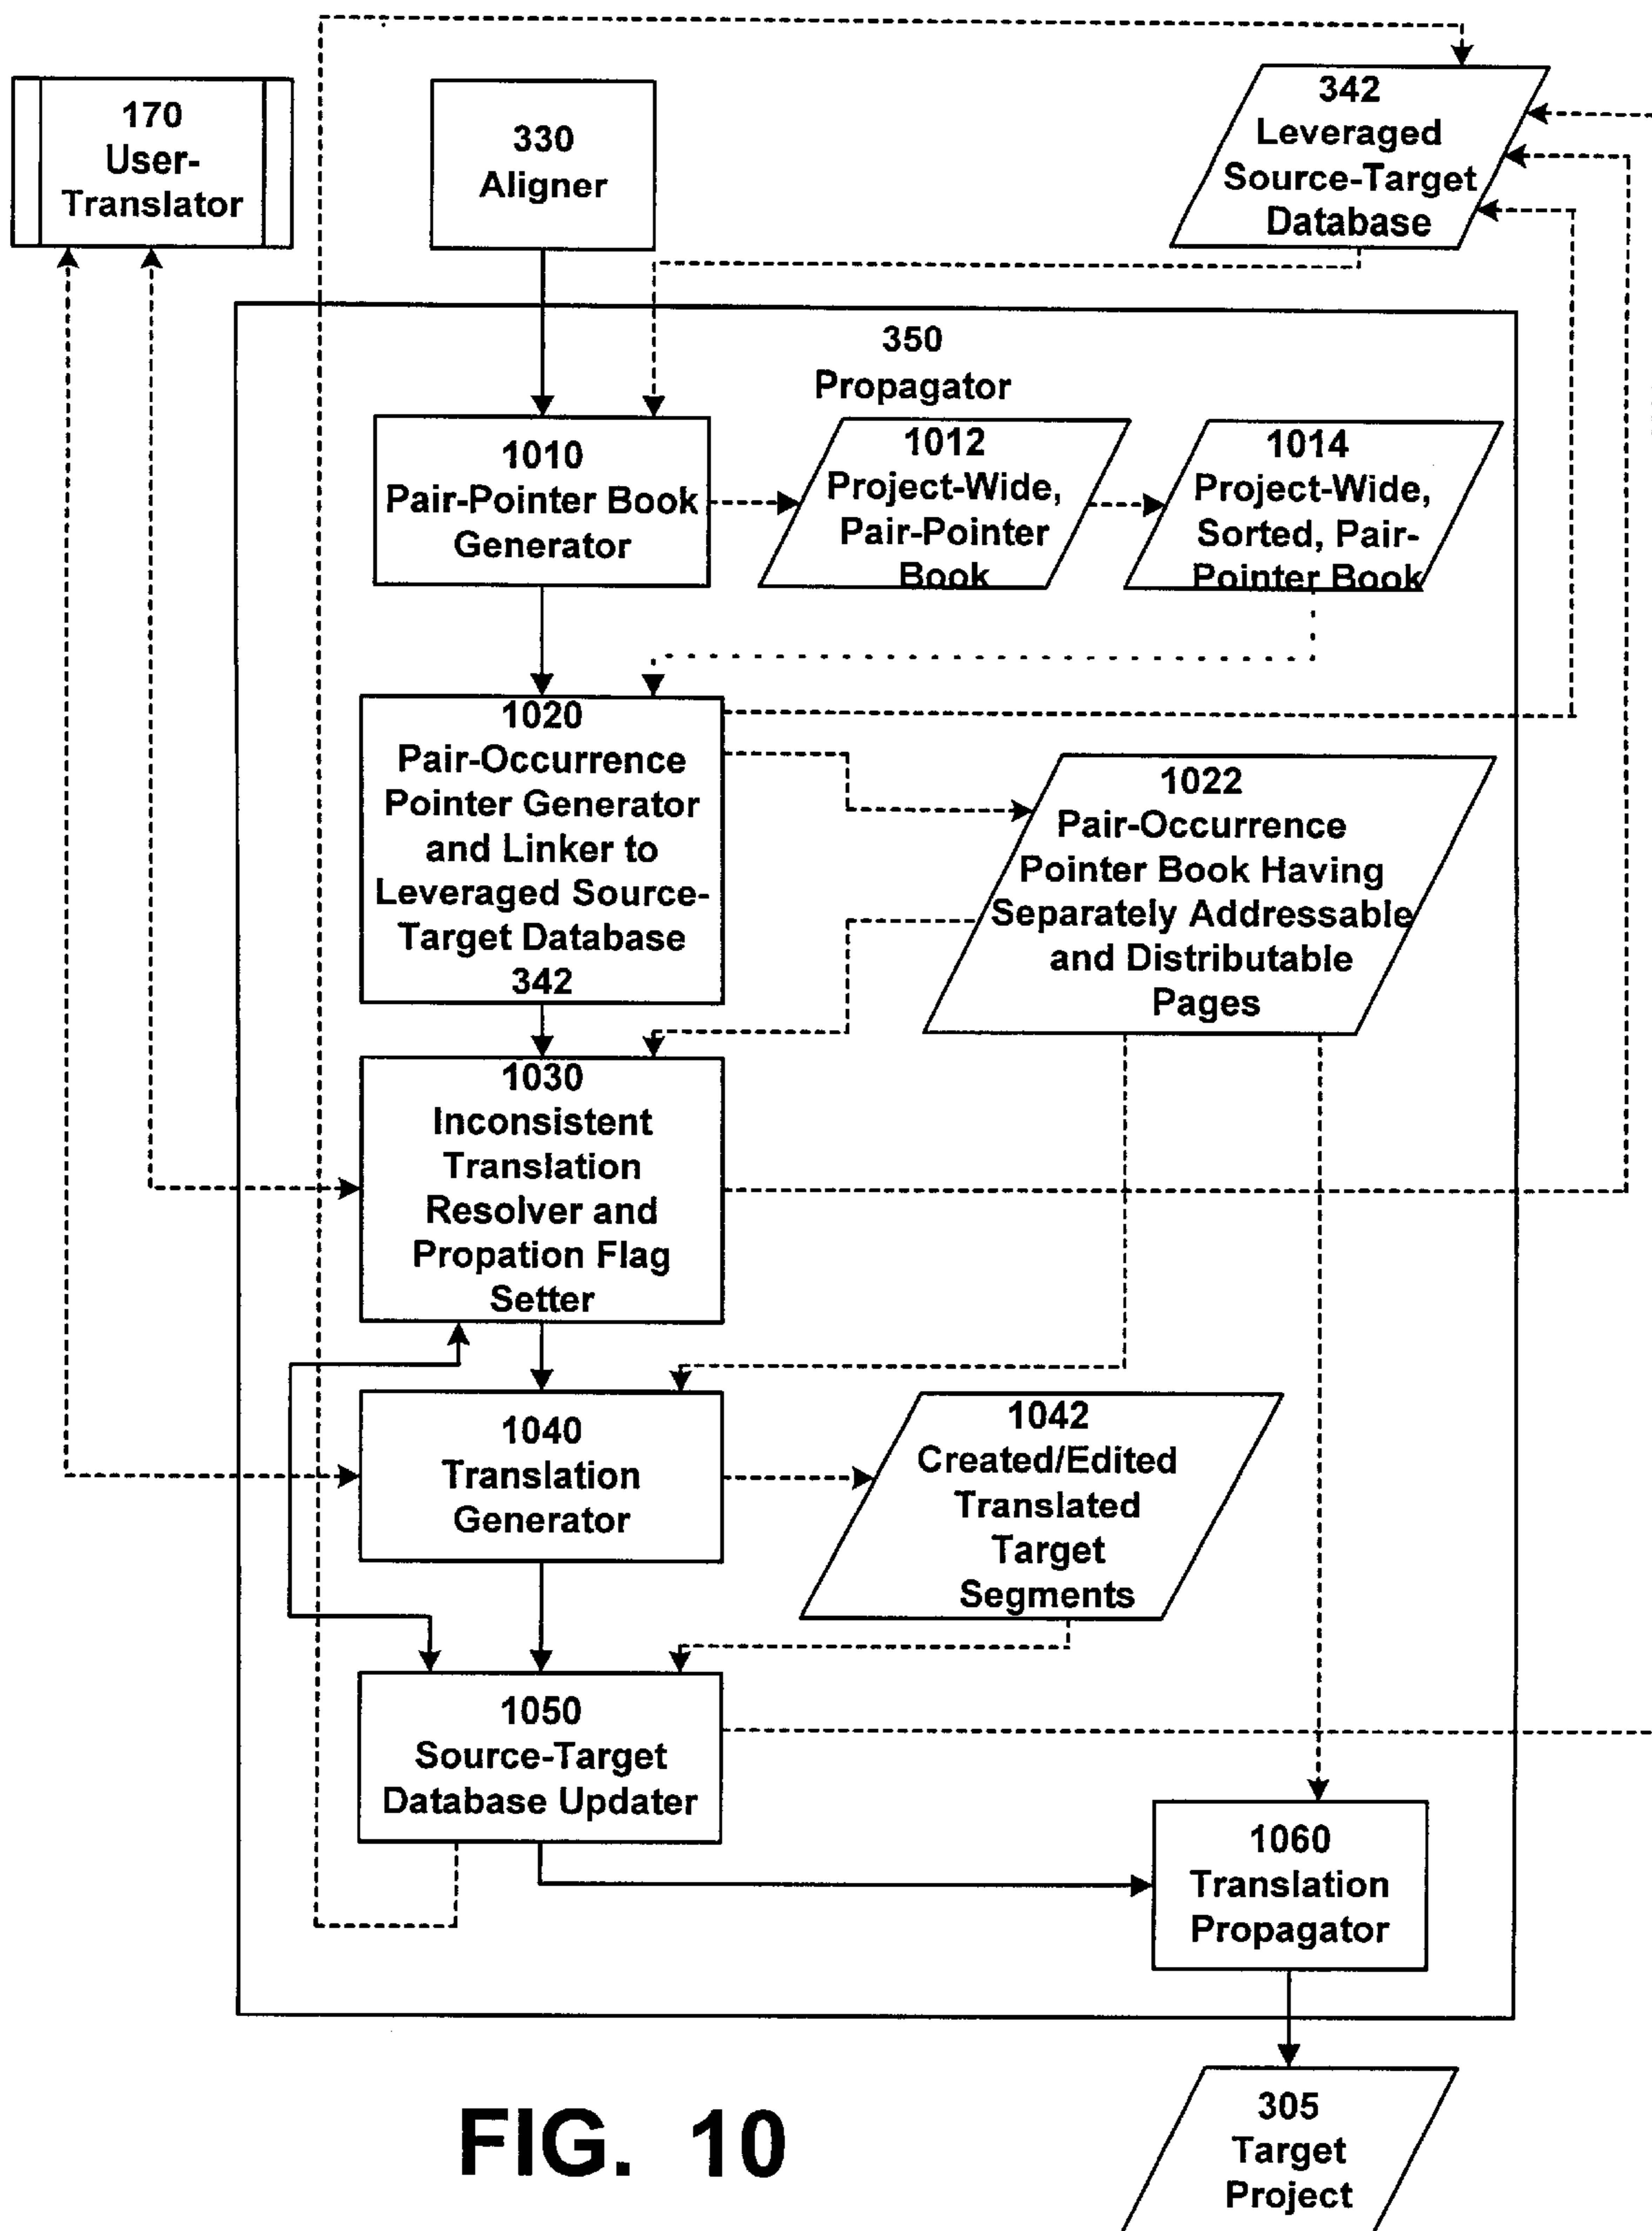 170
User-
Translator
330
Aligner
342
Leveraged
Source-Target
Database
350
Propagator
1010
Pair-Pointer Book
Generator
1012
Project-Wide,
Pair-Pointer
Book
1014
Project-Wide,
Sorted, Pair-
Pointer Book
1020
Pair-Occurrence
Pointer Generator
and Linker to
Leveraged Source-
Target Database
342
1022
Pair-Occurrence
Pointer Book Having
Separately Addressable
and Distributable
Pages
1030
Inconsistent
Translation
Resolver and
Propation Flag
Setter
1040
Translation
Generator
1042
Created/Edited
Translated
Target
Segments
1050
Source-Target
Database Updater
1060
Translation
Propagator
305
Target
Project
FIG. 10